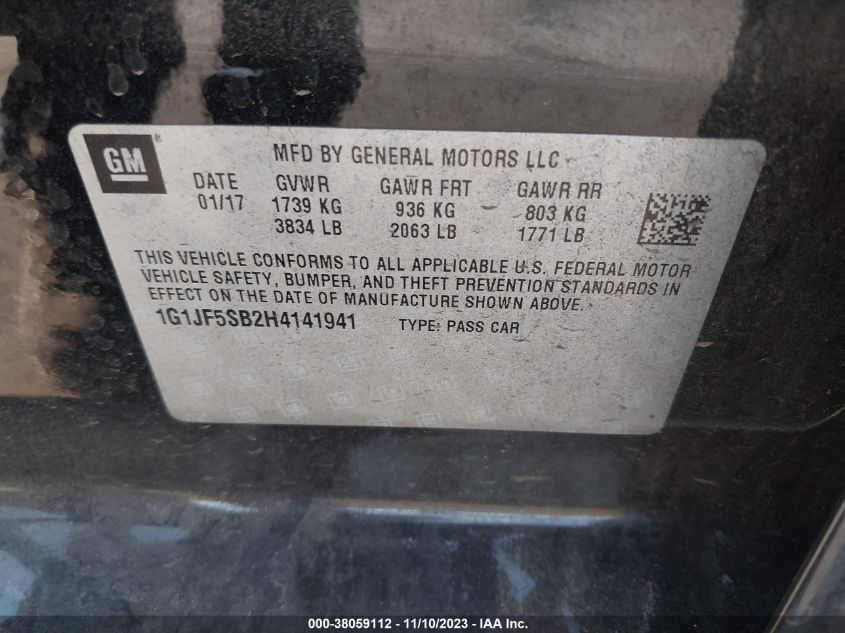 GM®
MFD BY GENERAL MOTORS LLC
DATE GVWR GAWR FRT GAWR RR
01/17 1739 KG 936 KG 803 KG
3834 LB 2063 LB 1771 LB
THIS VEHICLE CONFORMS TO ALL APPLICABLE U.S. FEDERAL MOTOR
VEHICLE SAFETY, BUMPER, AND THEFT PREVENTION STANDARDS IN
EFFECT ON THE DATE OF MANUFACTURE SHOWN ABOVE.
1G1JF5SB2H4141941 TYPE: PASS CAR
000-38059112 - 11/10/2023 - IAA Inc.